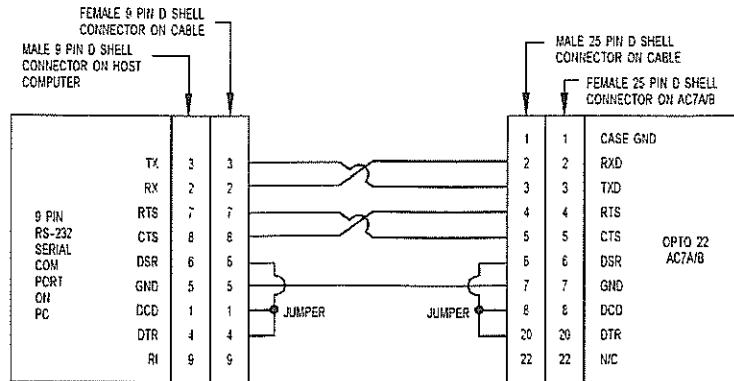 FEMALE 9 PIN D SHELL
CONNECTOR ON CABLE
MALE 9 PIN D SHELL
CONNECTOR ON HOST
COMPUTER
MALE 25 PIN D SHELL
CONNECTOR ON CABLE
FEMALE 25 PIN D SHELL
CONNECTOR ON AC7A/B
1 1 CASE GND
TX 3 3 2 2 RXD
RX 2 2 3 3 TXD
RTS 7 7 4 4 RTS
CTS 8 8 5 5 CTS
DSR 6 6 6 6 DSR
GND 5 5 7 7 GND
DCD 1 1 JUMPER JUMPER 8 8 DCD
DTR 4 4 20 20 DTR
RI 9 9 22 22 N/C
9 PIN
RS-232
SERIAL
COM
PORT
ON
PC
OPTO 22
AC7A/B